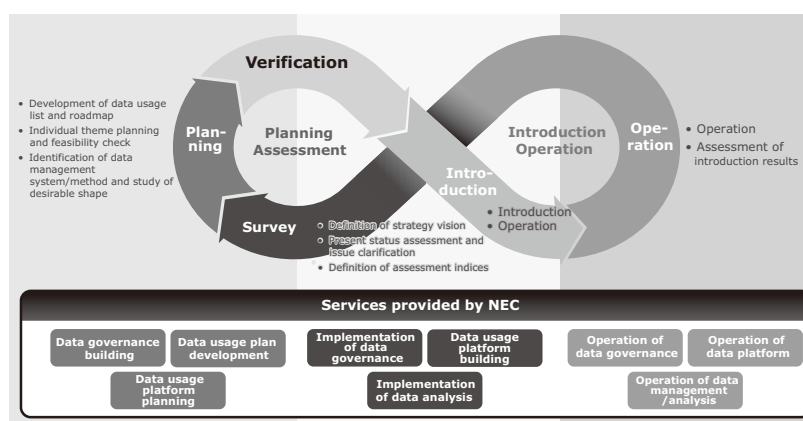 Verification
• Development of data usage
list and roadmap
• Individual theme planning
and feasibility check
• Identification of data
management
system/method and study of
desirable shape
Plan-
ning
Planning
Assessment
Introduction
Operation
Ope-
ration
• Operation
• Assessment of
introduction results
Intro-
duction
• Introduction
• Operation
Survey
○ Definition of strategy vision
○ Present status assessment and
issue clarification
• Definition of assessment indices
Services provided by NEC
Data governance
building
Data usage plan
development
Data usage
platform
planning
Implementation
of data
governance
Data usage
platform
building
Implementation
of data analysis
Operation of
data governance
Operation of
data platform
Operation of data
management
/analysis